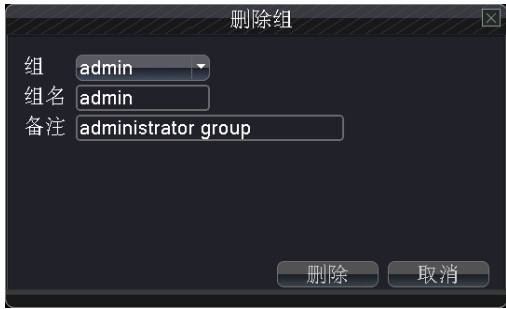 删除组
组 admin
组名 admin
备注 administrator group
删除 取消